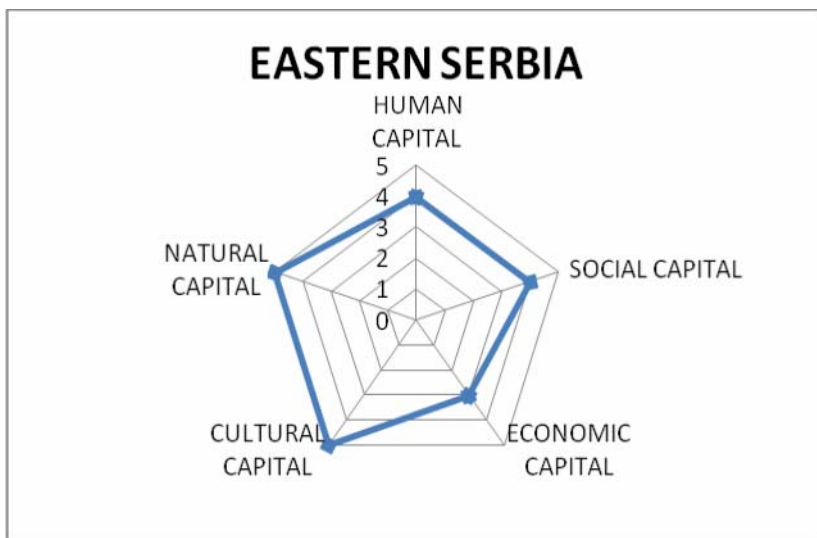 EASTERN SERBIA
HUMAN
CAPITAL
5
4
3
2
1
0
SOCIAL CAPITAL
ECONOMIC
CAPITAL
CULTURAL
CAPITAL
NATURAL
CAPITAL